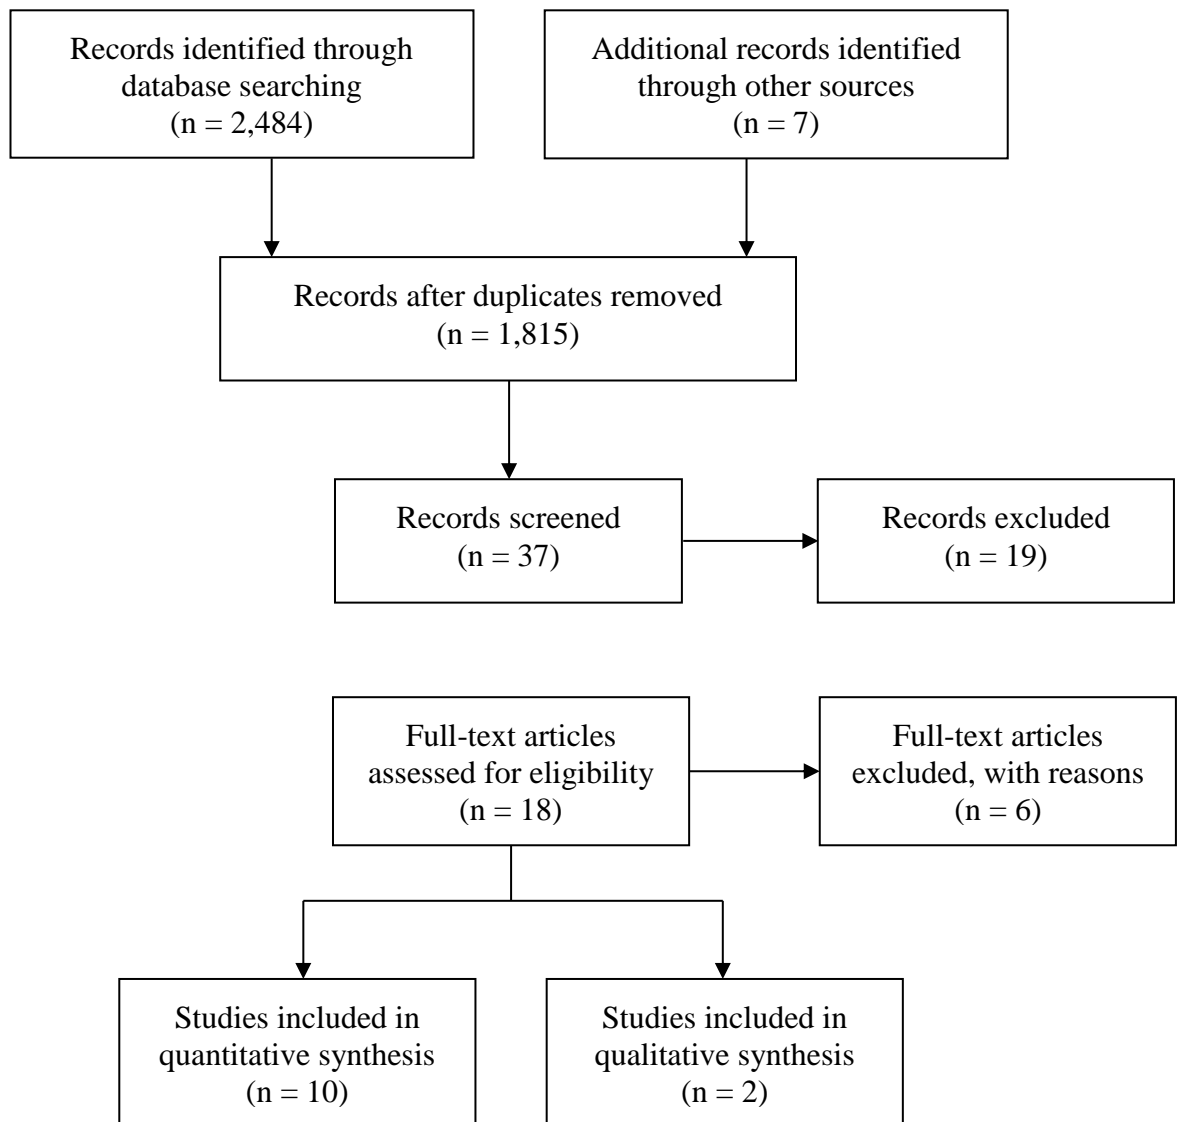 Records identified through
database searching
(n = 2,484)
Additional records identified
through other sources
(n = 7)
Records after duplicates removed
(n = 1,815)
Records screened
(n = 37)
Records excluded
(n = 19)
Full-text articles
assessed for eligibility
(n = 18)
Full-text articles
excluded, with reasons
(n = 6)
Studies included in
quantitative synthesis
(n = 10)
Studies included in
qualitative synthesis
(n = 2)